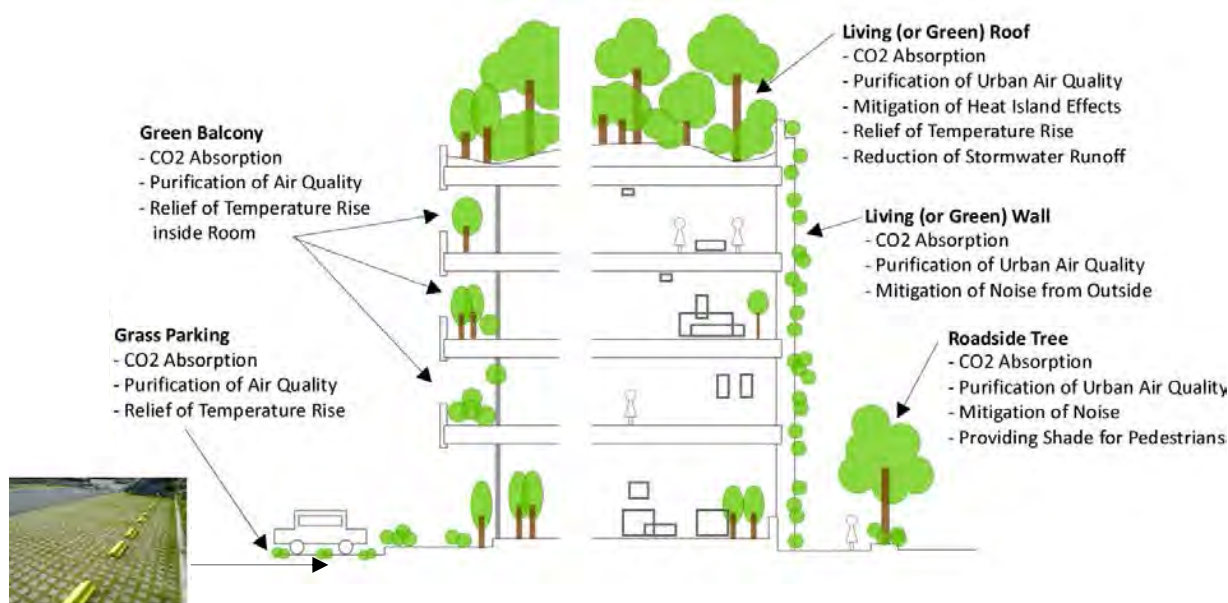 Living (or Green) Roof
- CO2 Absorption
- Purification of Urban Air Quality
- Mitigation of Heat Island Effects
- Relief of Temperature Rise
- Reduction of Stormwater Runoff
Green Balcony
- CO2 Absorption
- Purification of Air Quality
- Relief of Temperature Rise
inside Room
Living (or Green) Wall
- CO2 Absorption
- Purification of Urban Air Quality
- Mitigation of Noise from Outside
Grass Parking
- CO2 Absorption
- Purification of Air Quality
- Relief of Temperature Rise
Roadside Tree
- CO2 Absorption
- Purification of Urban Air Quality
- Mitigation of Noise
- Providing Shade for Pedestrians